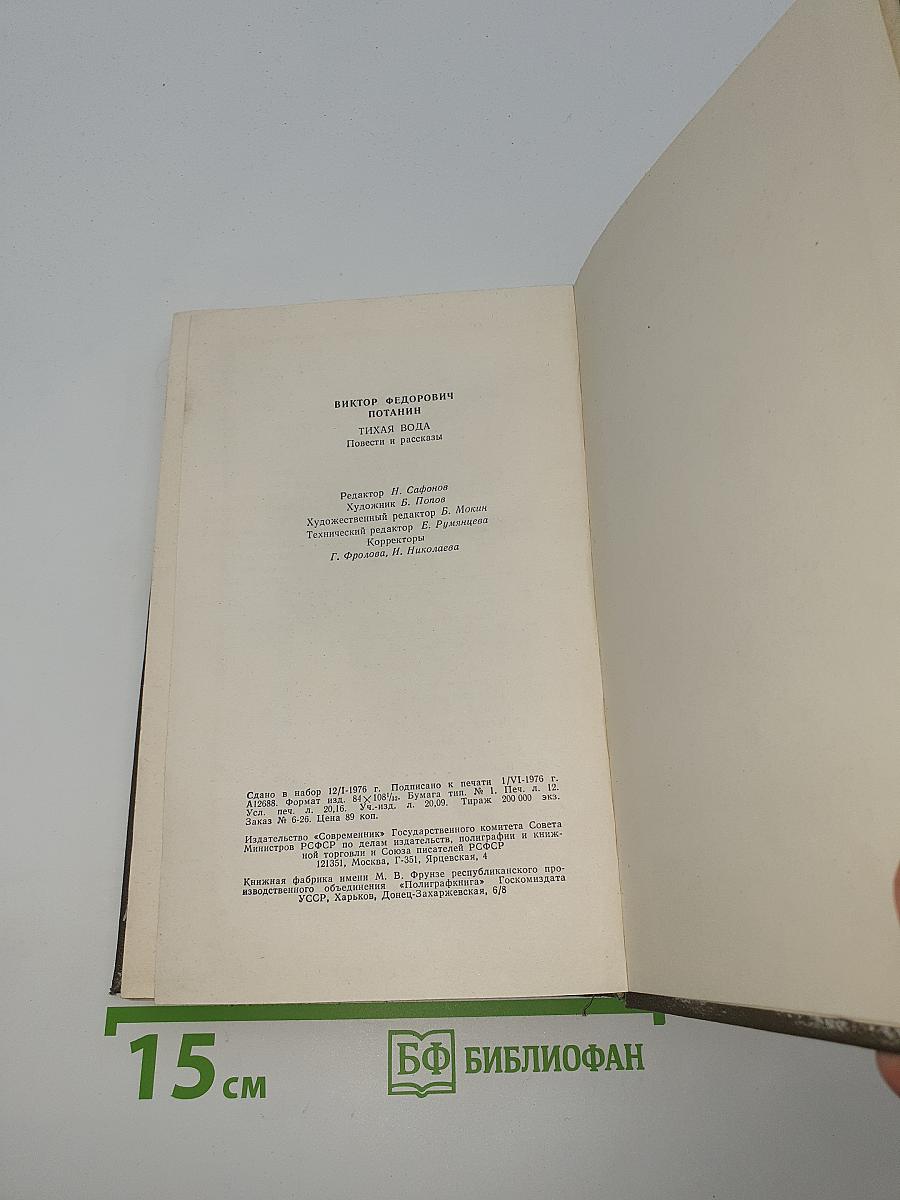 ВИКТОР ФЕДОРОВИЧ
ПОТАНИН
ТИХАЯ ВОДА
Повести и рассказы
Редактор Н. Сафонов
Художник Б. Попов
Художественный редактор Б. Мокин
Технический редактор Е. Румянцева
Корректоры
Г. Фролова, И. Николаева
Сдано в набор 12/I-1976 г. Подписано к печати 1/VI-1976 г.
А12688. Формат изд. 84×108¹/₃₂. Бумага тип. № 1. Печ. л. 12.
Усл. печ. л. 20,16. Уч.-изд. л. 20,09. Тираж 200 000 экз.
Заказ № 6-26. Цена 89 коп.
Издательство «Современник» Государственного комитета Совета
Министров РСФСР по делам издательств, полиграфии и книж-
ной торговли и Союза писателей РСФСР
121351, Москва, Г-351, Ярцевская, 4
Книжная фабрика имени М. В. Фрунзе республиканского про-
изводственного объединения «Полиграфкнига» Госкомиздата
УССР, Харьков, Донец-Захаржевская, 6/8
15 см
БФ БИБЛИОФАН